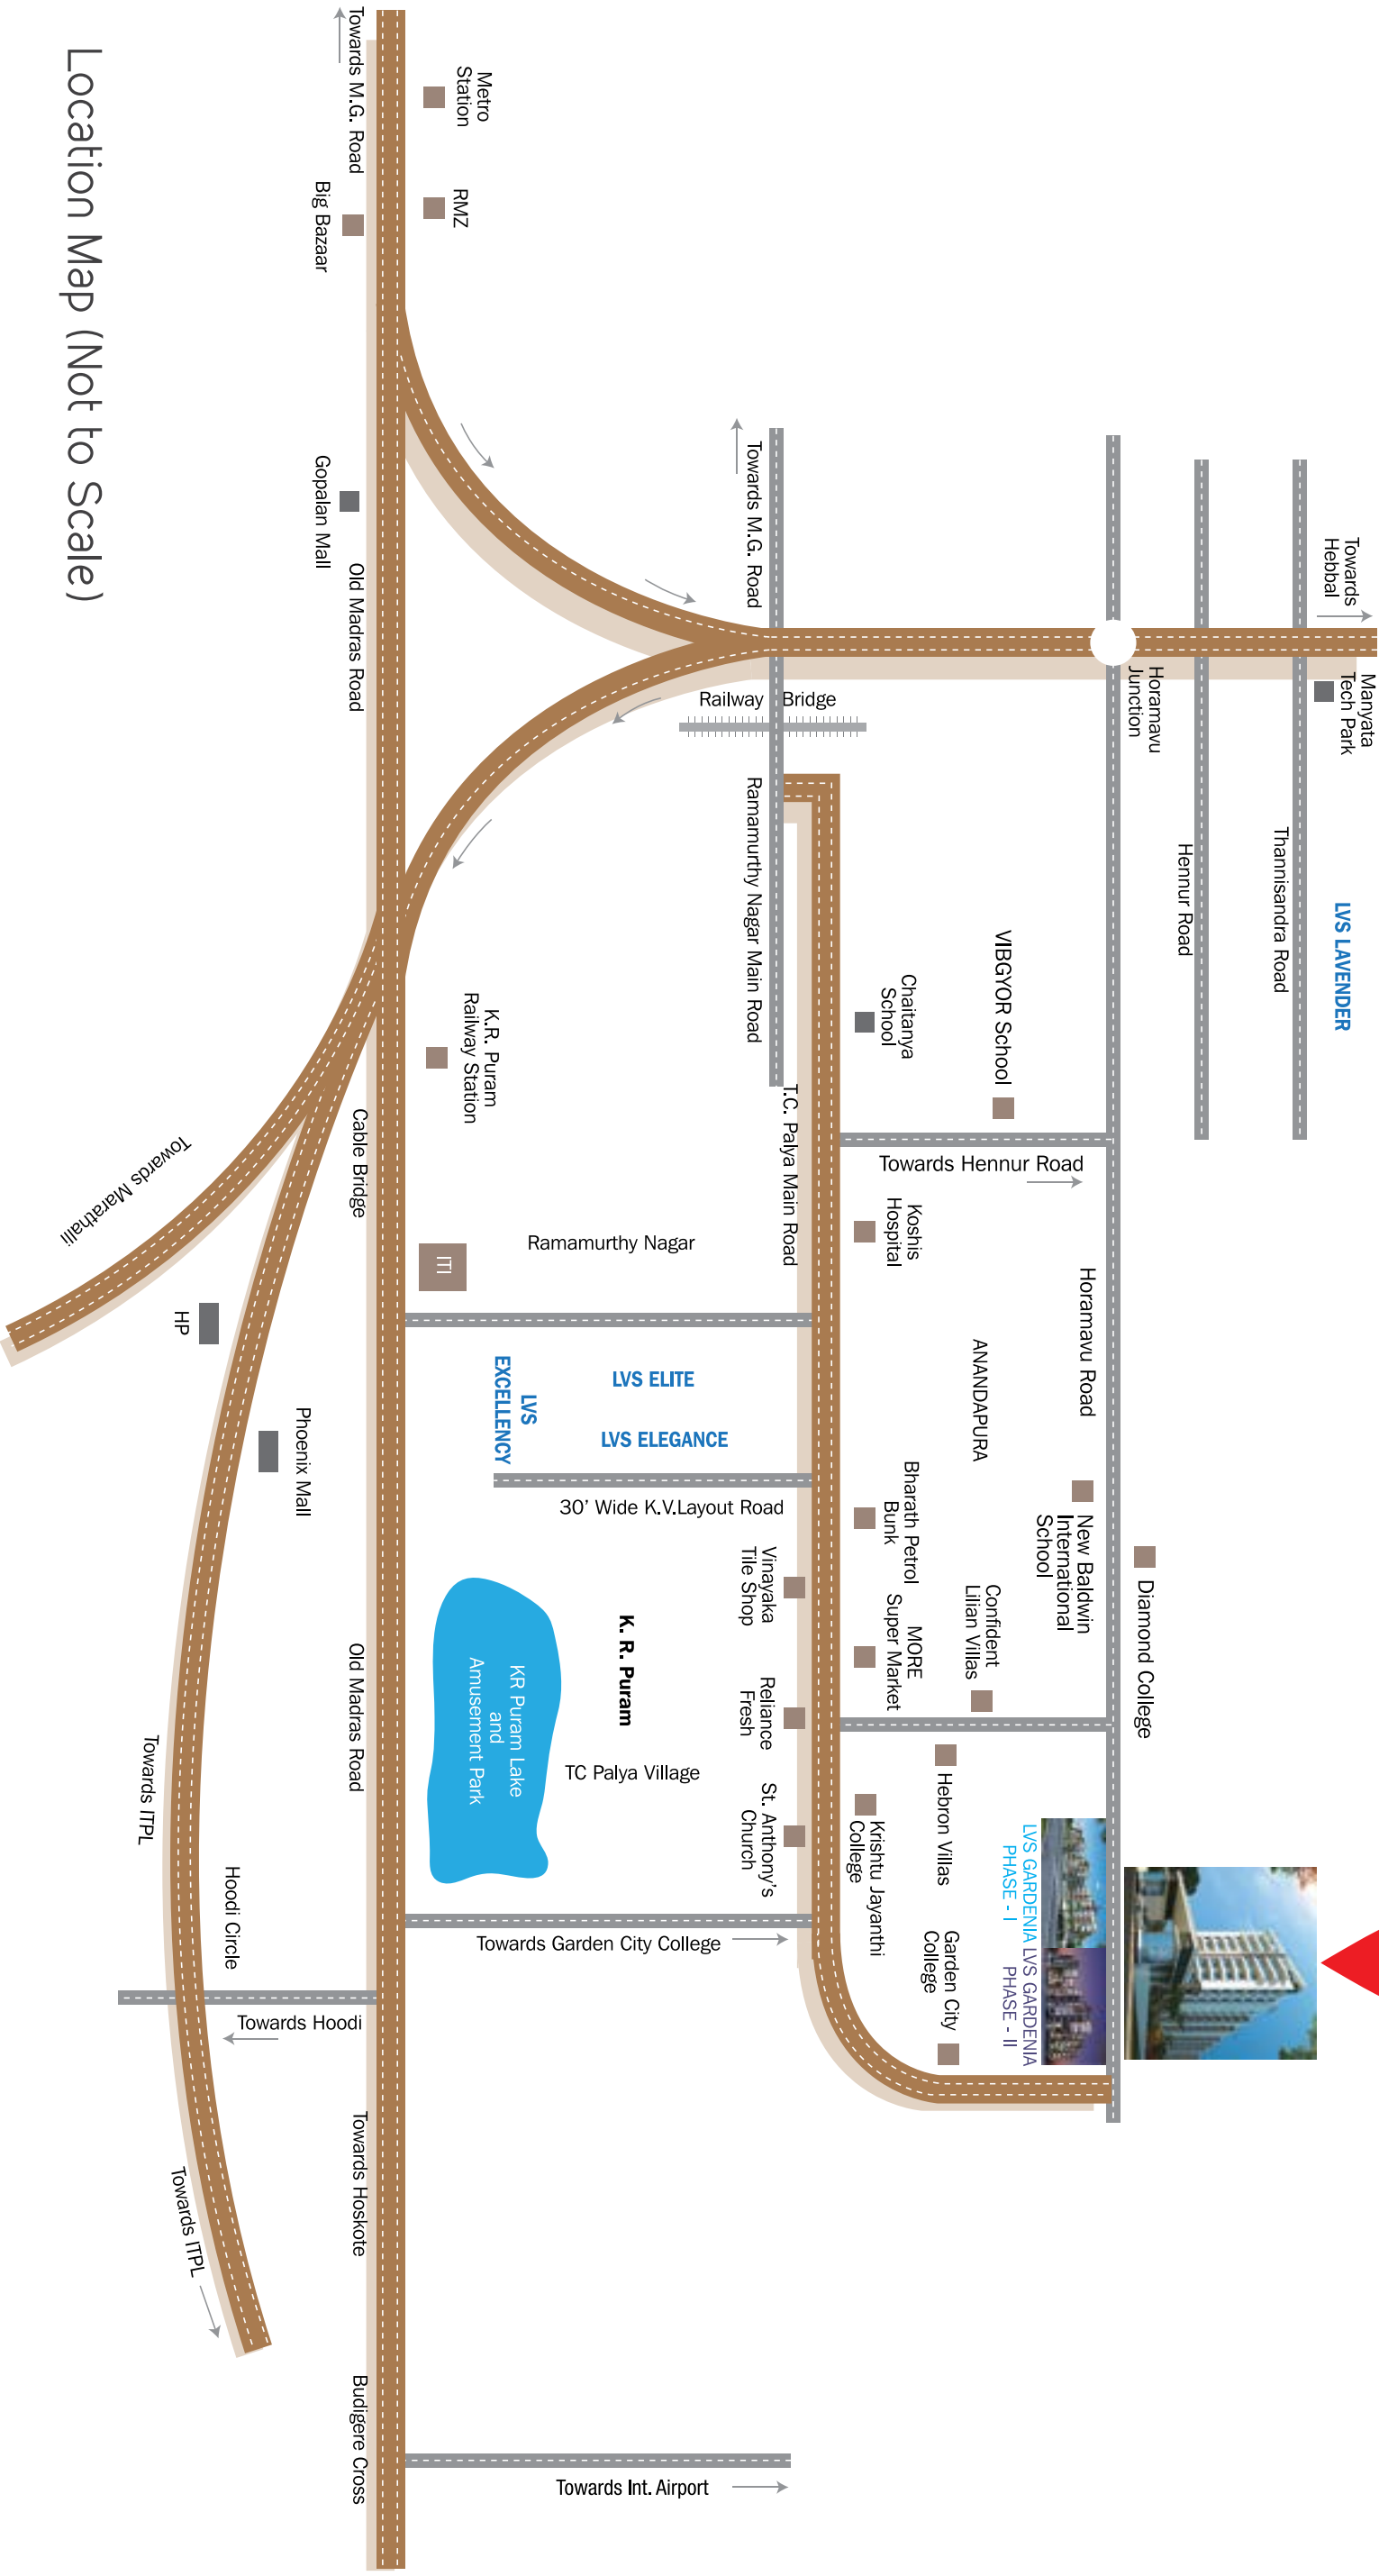 Location Map (Not to Scale)
Towards M.G. Road
Metro
Station
RMZ
Big Bazaar
Gopalan Mall
Old Madras Road
Towards M.G. Road
Towards
Hebbal
Manyata
Tech Park
Horamavu
Junction
Railway Bridge
Ramamurthy Nagar Main Road
Hennur Road
Thannisandra Road
LVS LAVENDER
VIBGYOR School
Chaitanya
School
K.R. Puram
Railway Station
T.C. Palya Main Road
Cable Bridge
Towards Marathalli
Towards Hennur Road
Koshis
Hospital
Ramamurthy Nagar
ITI
HP
Horamavu Road
ANANDAPURA
LVS ELITE
LVS ELEGANCE
LVS
EXCELLENCY
Phoenix Mall
30' Wide K.V.Layout Road
Bharath Petrol
Bunk
New Baldwin
International
School
Diamond College
Vinayaka
Tile Shop
MORE
Super Market
Confident
Lilian Villas
K. R. Puram
KR Puram Lake
and
Amusement Park
Old Madras Road
Reliance
Fresh
TC Palya Village
Hebron Villas
St. Anthony's
Church
Krishtu Jayanthi
College
LVS GARDENIA
PHASE - I
LVS GARDENIA
PHASE - II
Garden City
College
Towards Garden City College
Towards ITPL
Hoodi Circle
Towards Hoodi
Towards Hoskote
Towards ITPL
Budigere Cross
Towards Int. Airport